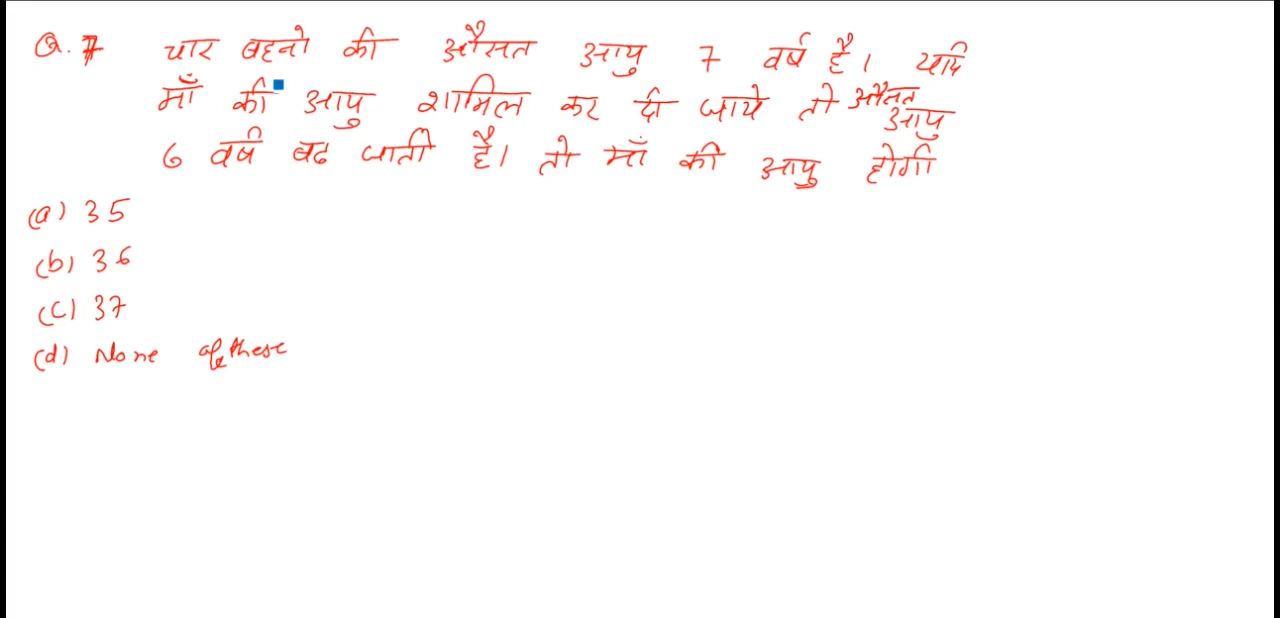 Q. 7 चार बहनो की औसत आयु 7 वर्ष है। यदि
माँ की आयु शामिल कर दी जाये तो औसत आयु
6 वर्ष बढ जाती है। तो माँ की आयु होगी
(a) 35
(b) 36
(c) 37
(d) None of these